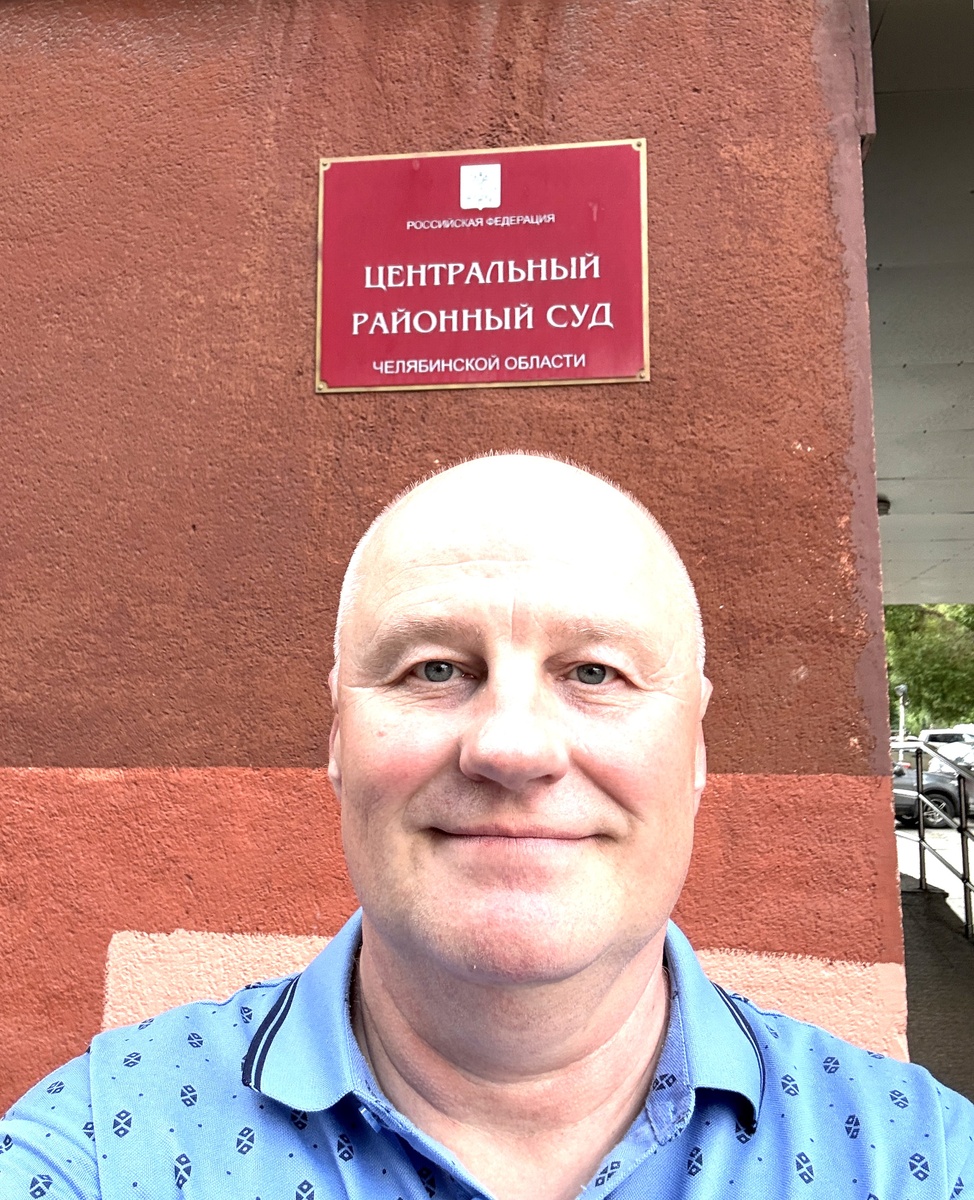 РОССИЙСКАЯ ФЕДЕРАЦИЯ
ЦЕНТРАЛЬНЫЙ
РАЙОННЫЙ СУД
ЧЕЛЯБИНСКОЙ ОБЛАСТИ